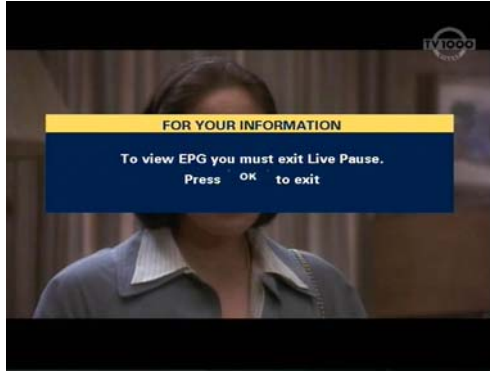 TV1000
FOR YOUR INFORMATION
To view EPG you must exit Live Pause.
Press OK to exit